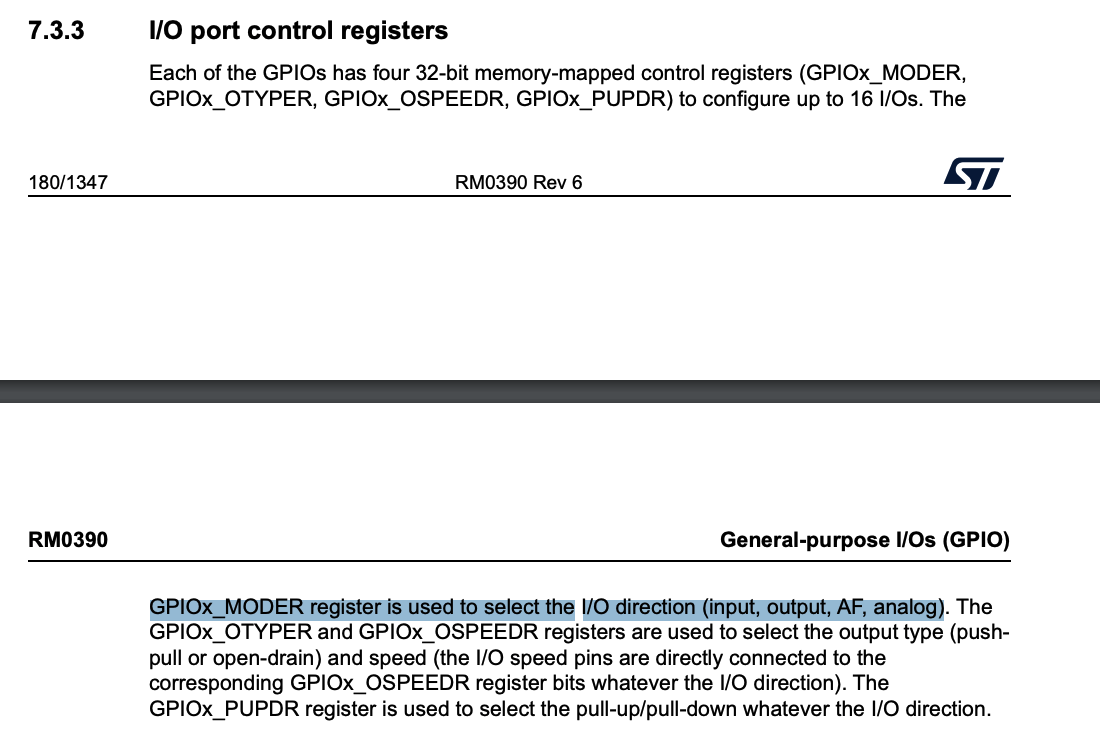 7.3.3 I/O port control registers
Each of the GPIOs has four 32-bit memory-mapped control registers (GPIOx_MODER,
GPIOx_OTYPER, GPIOx_OSPEEDR, GPIOx_PUPDR) to configure up to 16 I/Os. The
180/1347 RM0390 Rev 6 ST
RM0390 General-purpose I/Os (GPIO)
GPIOx_MODER register is used to select the I/O direction (input, output, AF, analog). The
GPIOx_OTYPER and GPIOx_OSPEEDR registers are used to select the output type (push-
pull or open-drain) and speed (the I/O speed pins are directly connected to the
corresponding GPIOx_OSPEEDR register bits whatever the I/O direction). The
GPIOx_PUPDR register is used to select the pull-up/pull-down whatever the I/O direction.